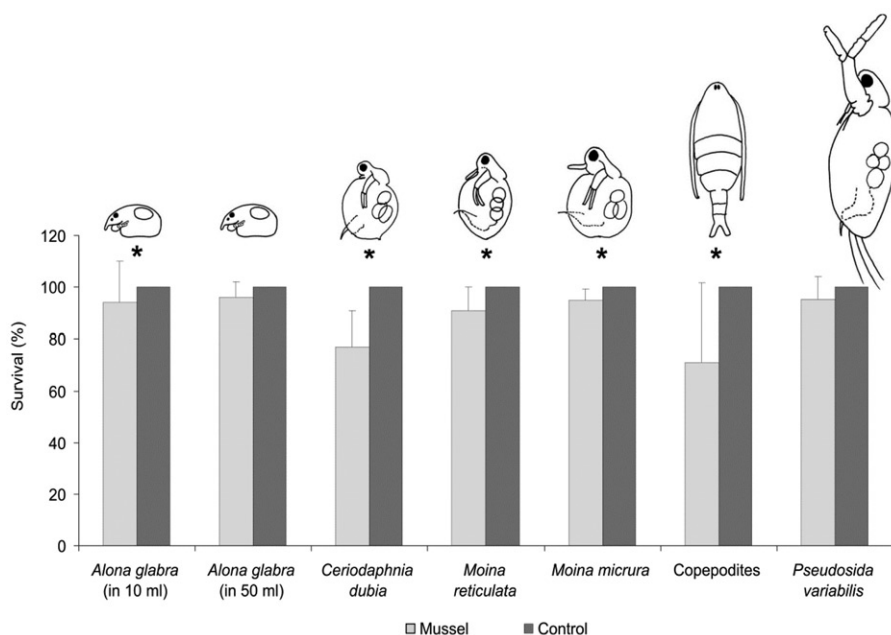 *
*
*
*
*
120
100
80
60
40
20
0
Survival (%)
Alona glabra
(in 10 ml)
Alona glabra
(in 50 ml)
Ceriodaphnia
dubia
Moina
reticulata
Moina micrura
Copepodites
Pseudosida
variabilis
Mussel
Control